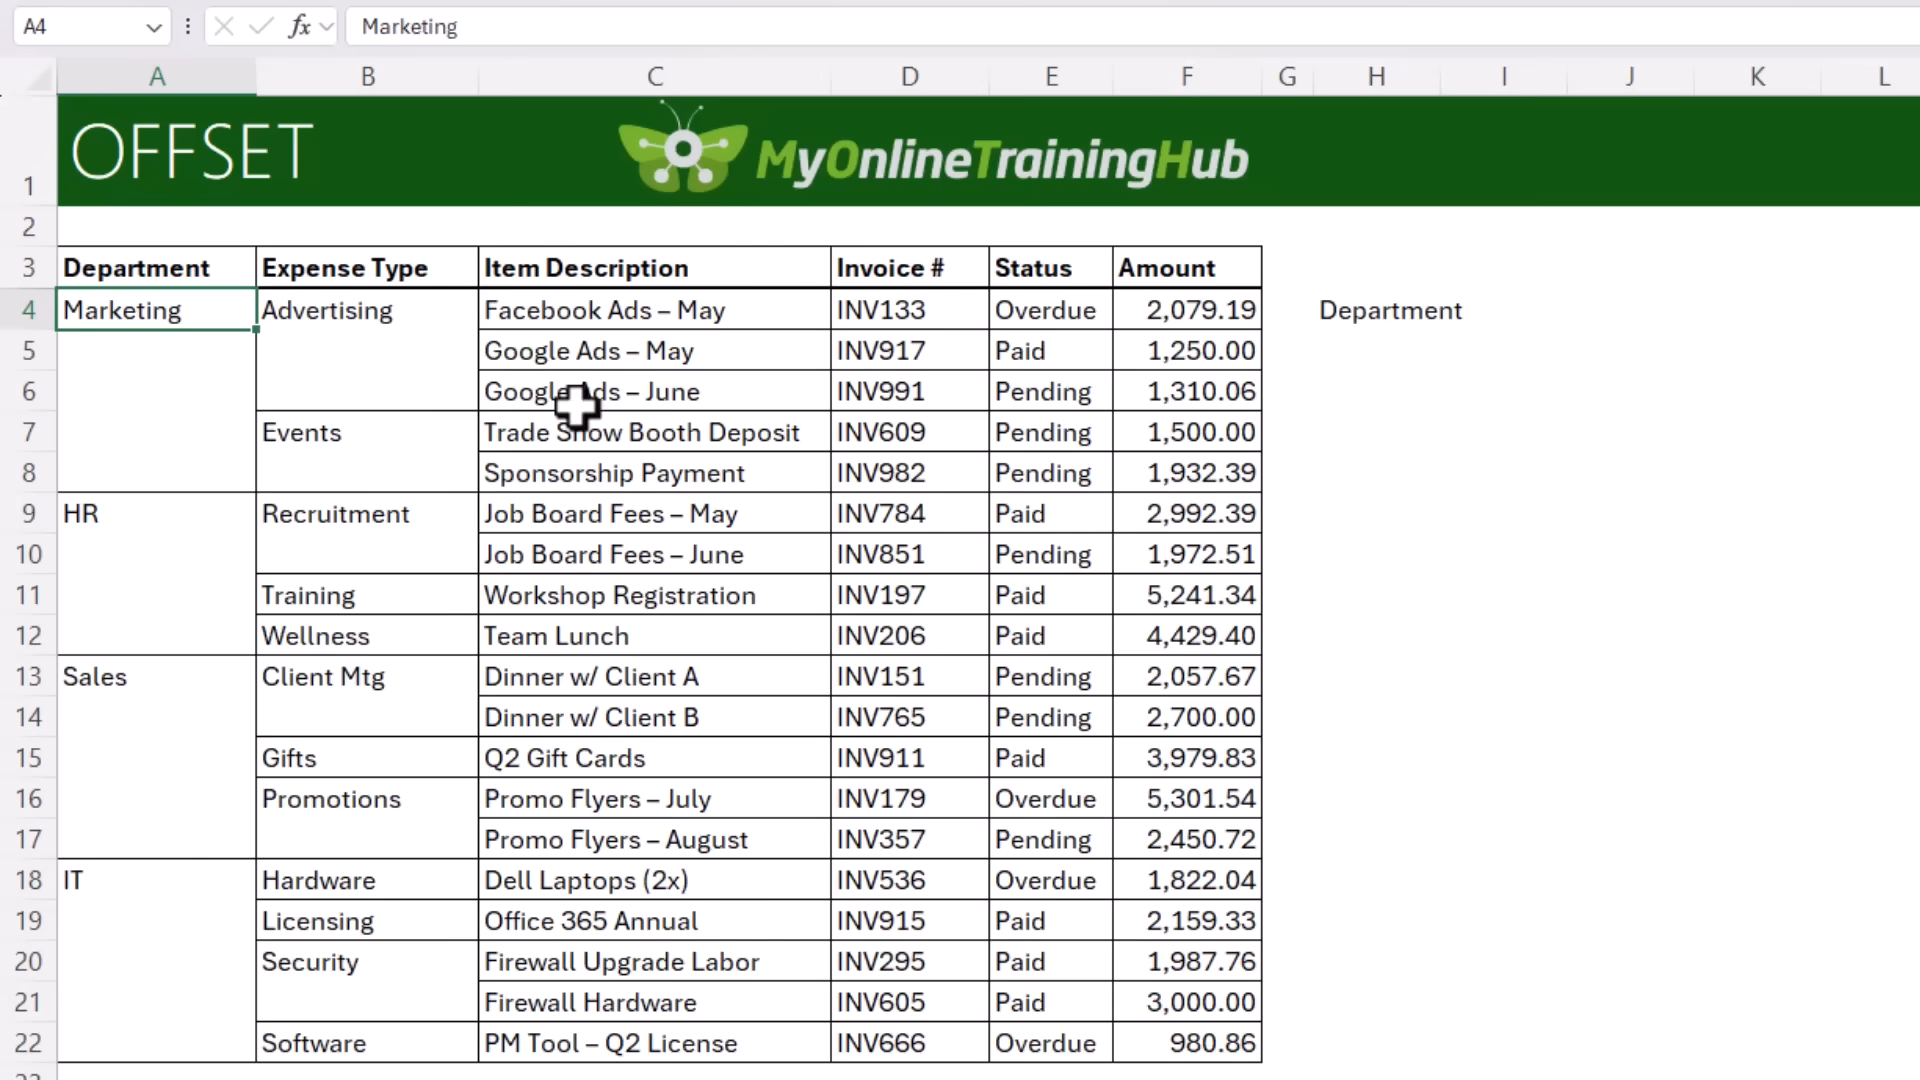 A4 fx Marketing
A B C D E F G H I J K L
OFFSET MyOnlineTrainingHub
1
2
3 Department Expense Type Item Description Invoice # Status Amount
4 Marketing Advertising Facebook Ads – May INV133 Overdue 2,079.19 Department
5 Google Ads – May INV917 Paid 1,250.00
6 Google Ads – June INV991 Pending 1,310.06
7 Events Trade Show Booth Deposit INV609 Pending 1,500.00
8 Sponsorship Payment INV982 Pending 1,932.39
9 HR Recruitment Job Board Fees – May INV784 Paid 2,992.39
10 Job Board Fees – June INV851 Pending 1,972.51
11 Training Workshop Registration INV197 Paid 5,241.34
12 Wellness Team Lunch INV206 Paid 4,429.40
13 Sales Client Mtg Dinner w/ Client A INV151 Pending 2,057.67
14 Dinner w/ Client B INV765 Pending 2,700.00
15 Gifts Q2 Gift Cards INV911 Paid 3,979.83
16 Promotions Promo Flyers – July INV179 Overdue 5,301.54
17 Promo Flyers – August INV357 Pending 2,450.72
18 IT Hardware Dell Laptops (2x) INV536 Overdue 1,822.04
19 Licensing Office 365 Annual INV915 Paid 2,159.33
20 Security Firewall Upgrade Labor INV295 Paid 1,987.76
21 Firewall Hardware INV605 Paid 3,000.00
22 Software PM Tool – Q2 License INV666 Overdue 980.86